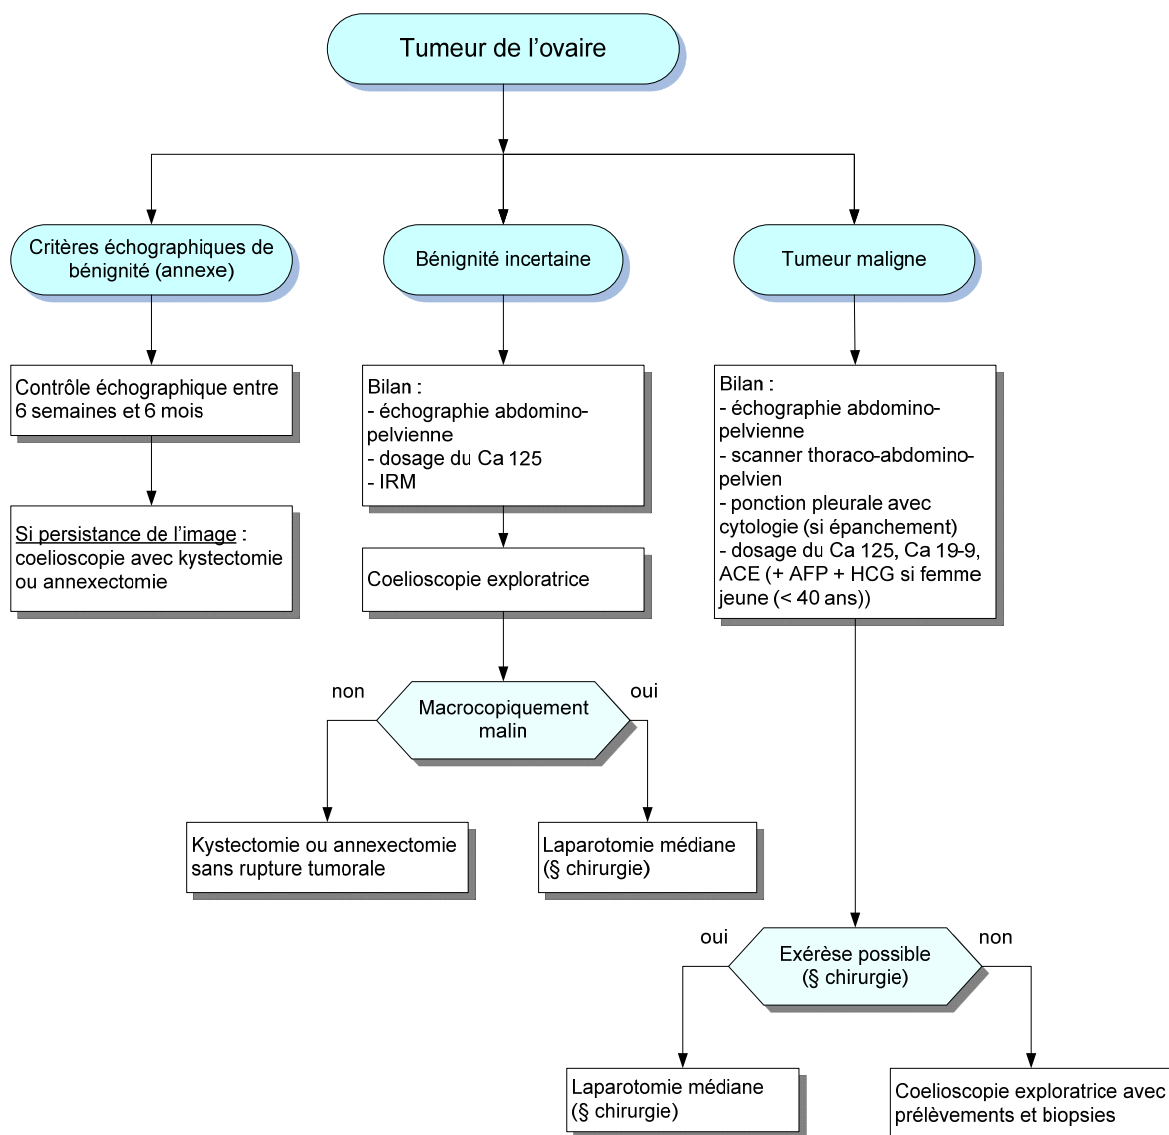 Tumeur de l'ovaire
Critères échographiques de
bénignité (annexe)
Bénignité incertaine
Tumeur maligne
Contrôle échographique entre
6 semaines et 6 mois
Si persistance de l'image :
coelioscopie avec kystectomie
ou annexectomie
Bilan :
- échographie abdomino-
pelvienne
- dosage du Ca 125
- IRM
Coelioscopie exploratrice
non
oui
Macrocopiquement
malin
Kystectomie ou annexectomie
sans rupture tumorale
Laparotomie médiane
(§ chirurgie)
Bilan :
- échographie abdomino-
pelvienne
- scanner thoraco-abdomino-
pelvien
- ponction pleurale avec
cytologie (si épanchement)
- dosage du Ca 125, Ca 19-9,
ACE (+ AFP + HCG si femme
jeune (< 40 ans))
oui
non
Exérèse possible
(§ chirurgie)
Laparotomie médiane
(§ chirurgie)
Coelioscopie exploratrice avec
prélèvements et biopsies